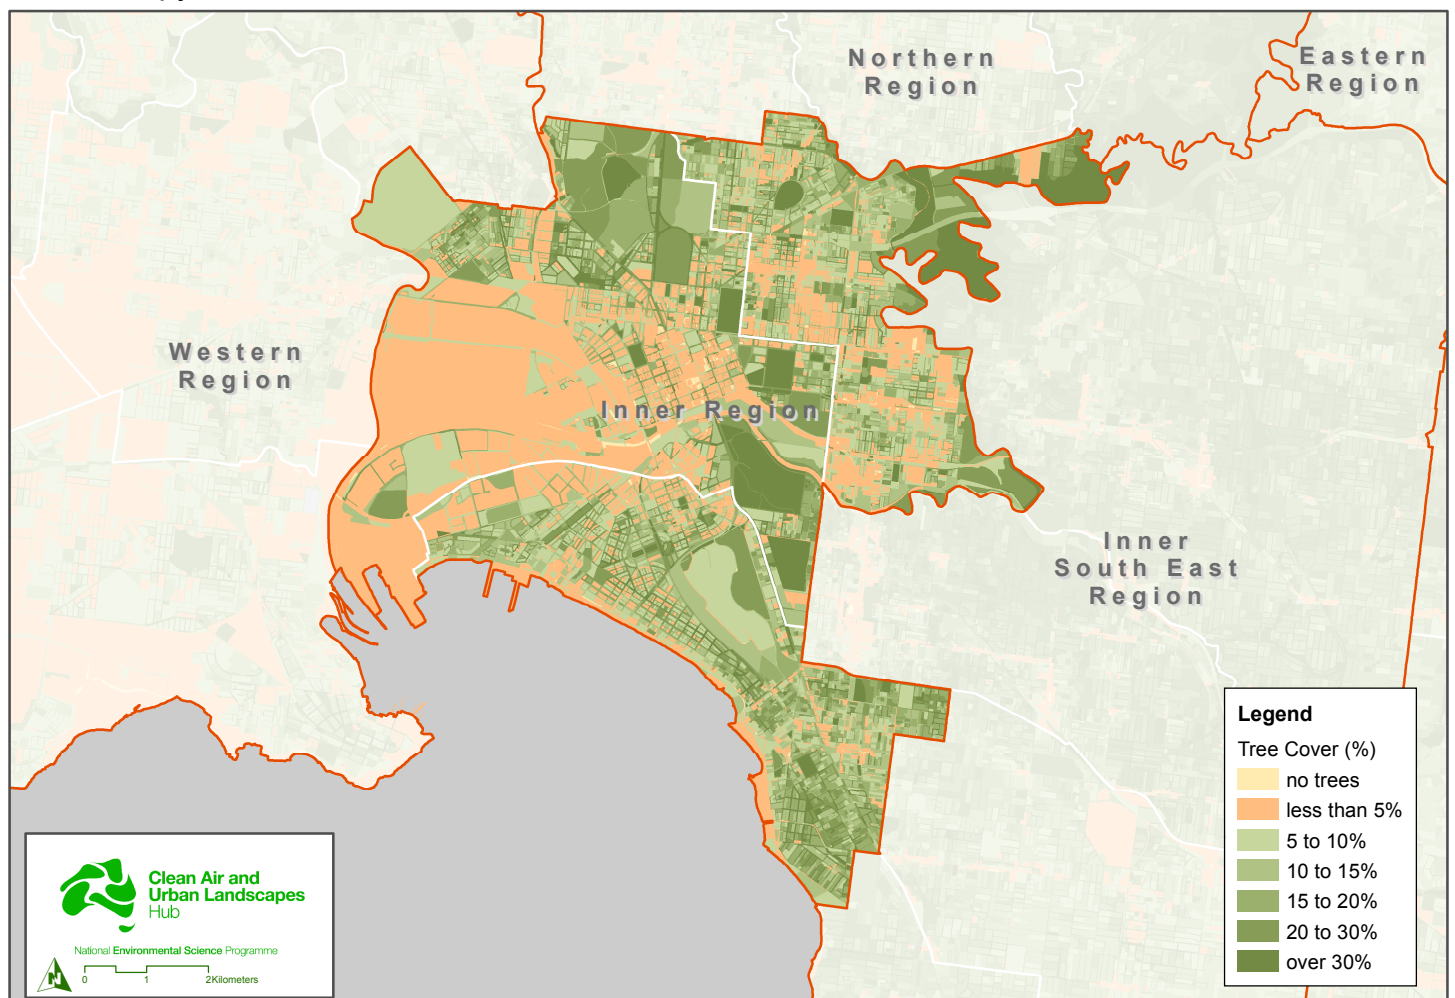 Northern
Region
Eastern
Region
Western
Region
Inner Region
Inner
South East
Region
Legend
Tree Cover (%)
no trees
less than 5%
5 to 10%
10 to 15%
15 to 20%
20 to 30%
over 30%
Clean Air and
Urban Landscapes
Hub
National Environmental Science Programme
N
0 1 2Kilometers